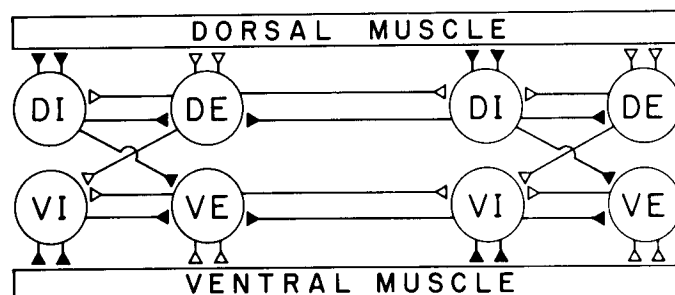 DORSAL MUSCLE
DI DE DI DE
VI VE VI VE
VENTRAL MUSCLE